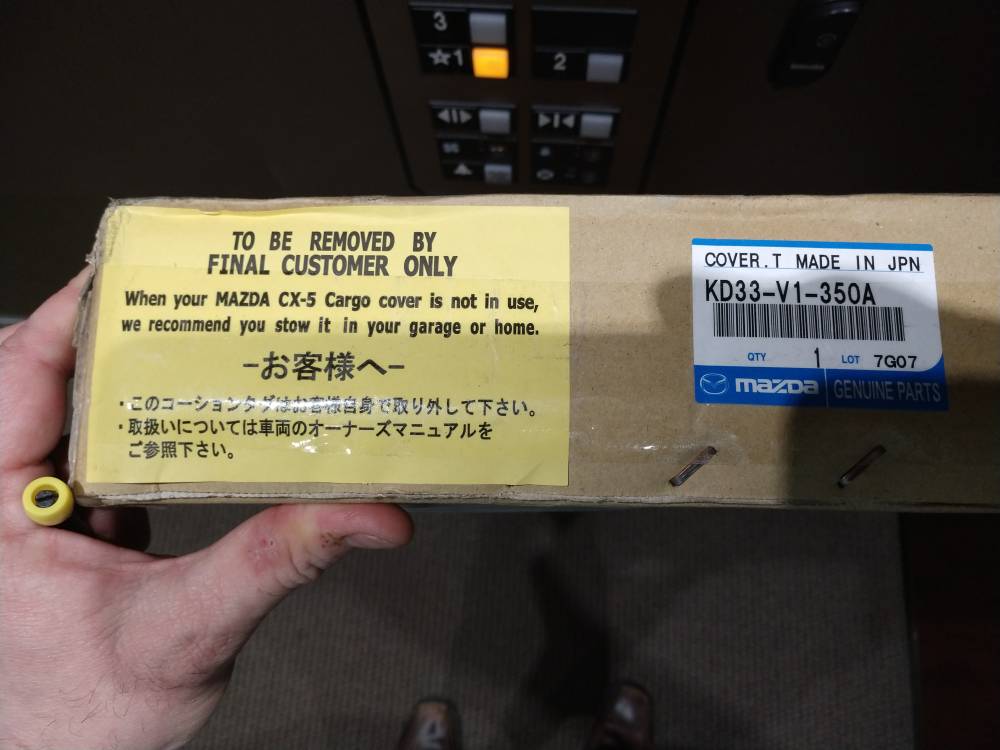 3
☆1
2
TO BE REMOVED BY
FINAL CUSTOMER ONLY
When your MAZDA CX-5 Cargo cover is not in use,
we recommend you stow it in your garage or home.
-お客様へ-
・このコーションタグはお客様自身で取り外して下さい。
・取扱いについては車両のオーナーズマニュアルを
ご参照下さい。
COVER.T MADE IN JPN
KD33-V1-350A
QTY 1 LOT 7G07
mazda GENUINE PARTS